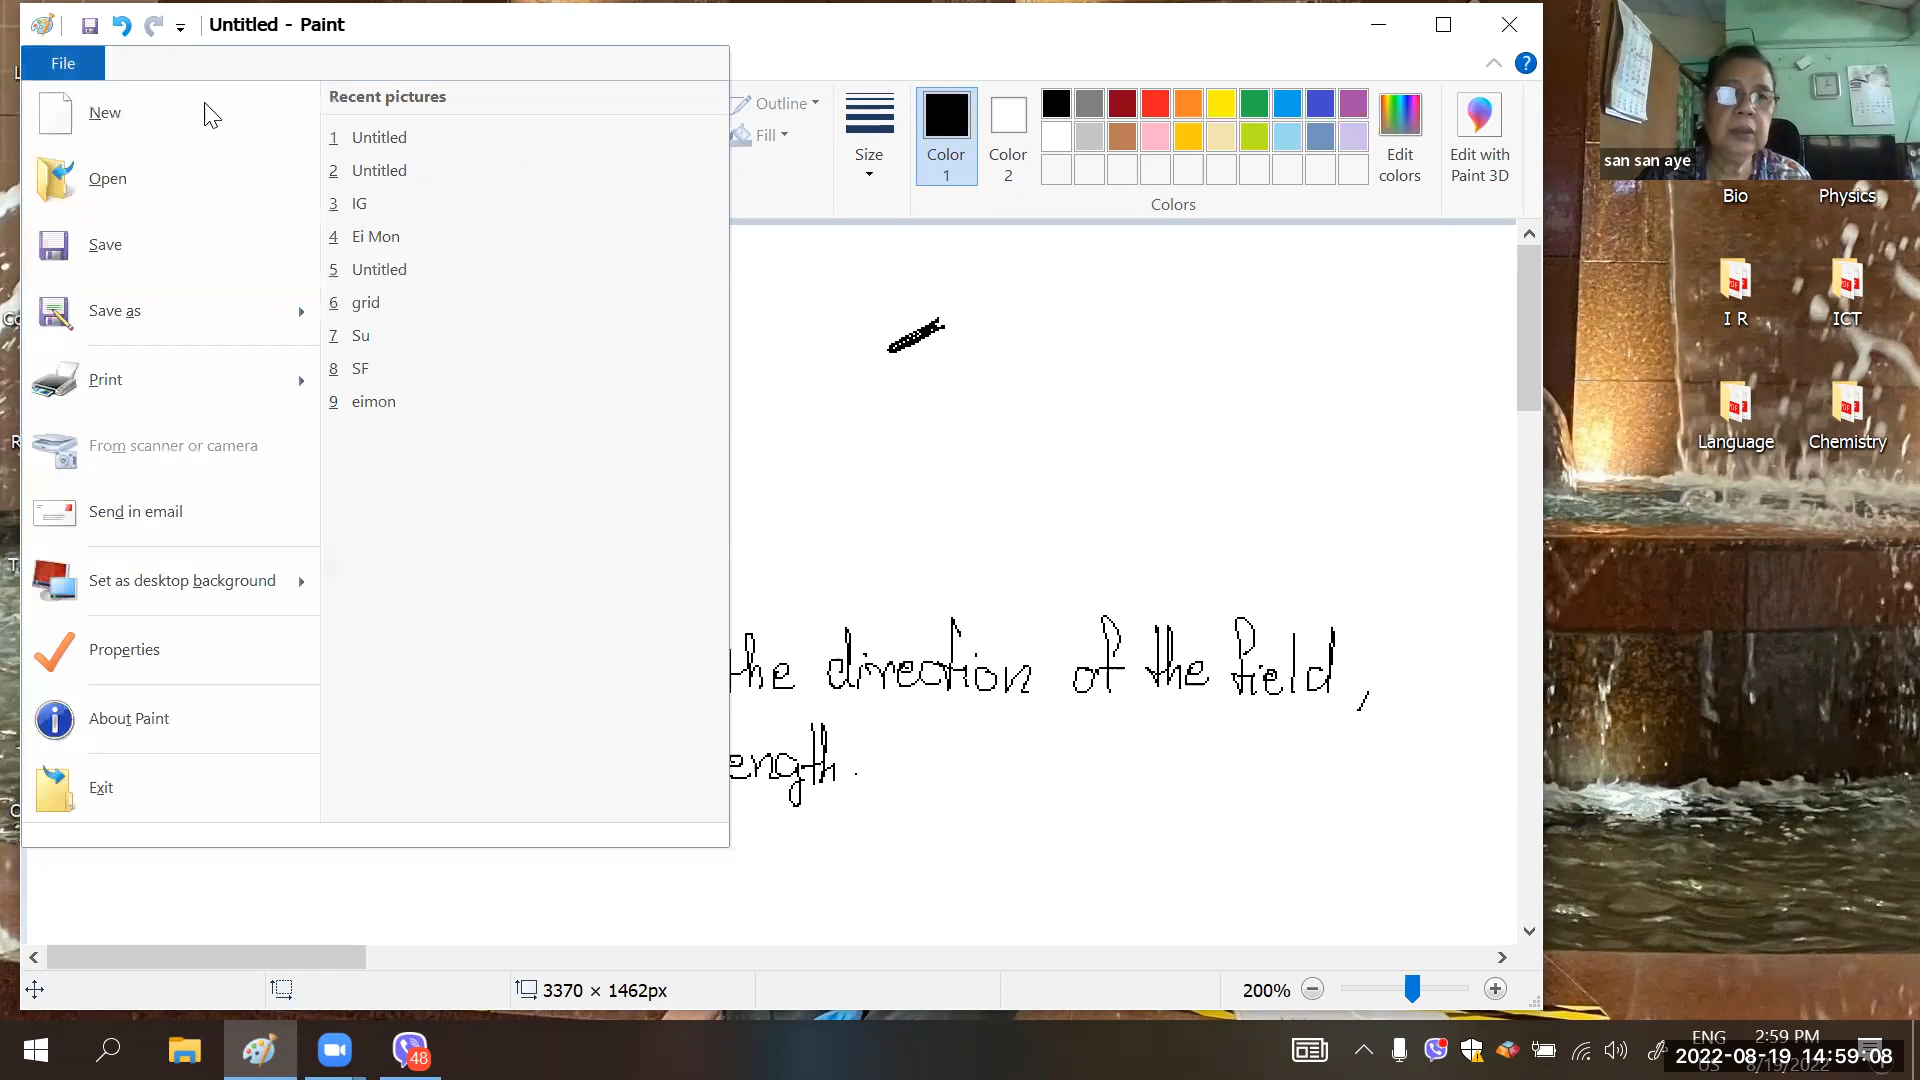 Untitled - Paint
File
New
Open
Save
Save as
Print
From scanner or camera
Send in email
Set as desktop background
Properties
About Paint
Exit
Recent pictures
1 Untitled
2 Untitled
3 IG
4 Ei Mon
5 Untitled
6 grid
7 Su
8 SF
9 eimon
Outline
Fill
Size
Color 1
Color 2
Edit colors
Edit with Paint 3D
Colors
the direction of the field,
ength.
3370 × 1462px
200%
san san aye
Bio
Physics
I R
ICT
Language
Chemistry
48
ENG
2:59 PM
2022-08-19 14:59:08
8/19/2022